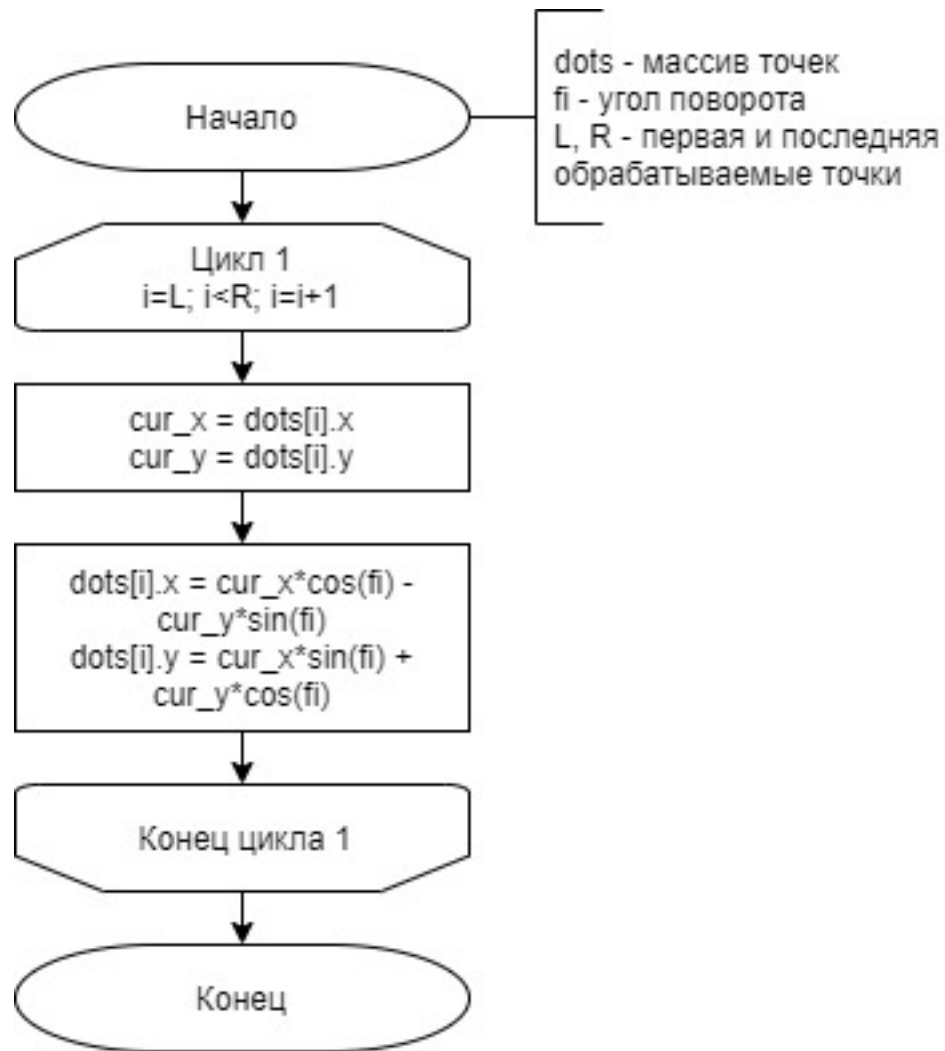 Начало
dots - массив точек
fi - угол поворота
L, R - первая и последняя
обрабатываемые точки
Цикл 1
i=L; i<R; i=i+1
cur_x = dots[i].x
cur_y = dots[i].y
dots[i].x = cur_x*cos(fi) -
cur_y*sin(fi)
dots[i].y = cur_x*sin(fi) +
cur_y*cos(fi)
Конец цикла 1
Конец